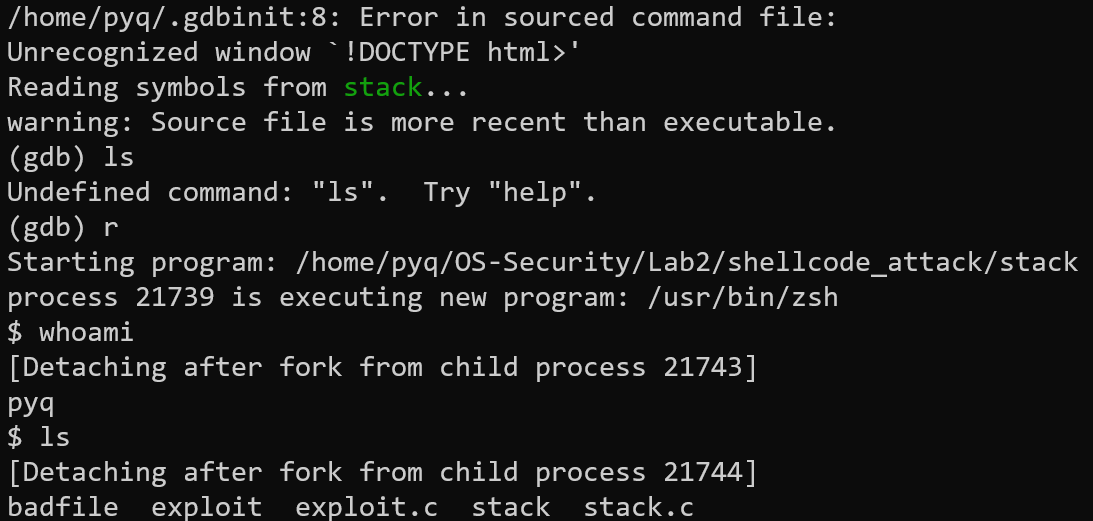 /home/pyq/.gdbinit:8: Error in sourced command file:
Unrecognized window `!DOCTYPE html>'
Reading symbols from stack...
warning: Source file is more recent than executable.
(gdb) ls
Undefined command: "ls".  Try "help".
(gdb) r
Starting program: /home/pyq/OS-Security/Lab2/shellcode_attack/stack
process 21739 is executing new program: /usr/bin/zsh
$ whoami
[Detaching after fork from child process 21743]
pyq
$ ls
[Detaching after fork from child process 21744]
badfile  exploit  exploit.c  stack  stack.c